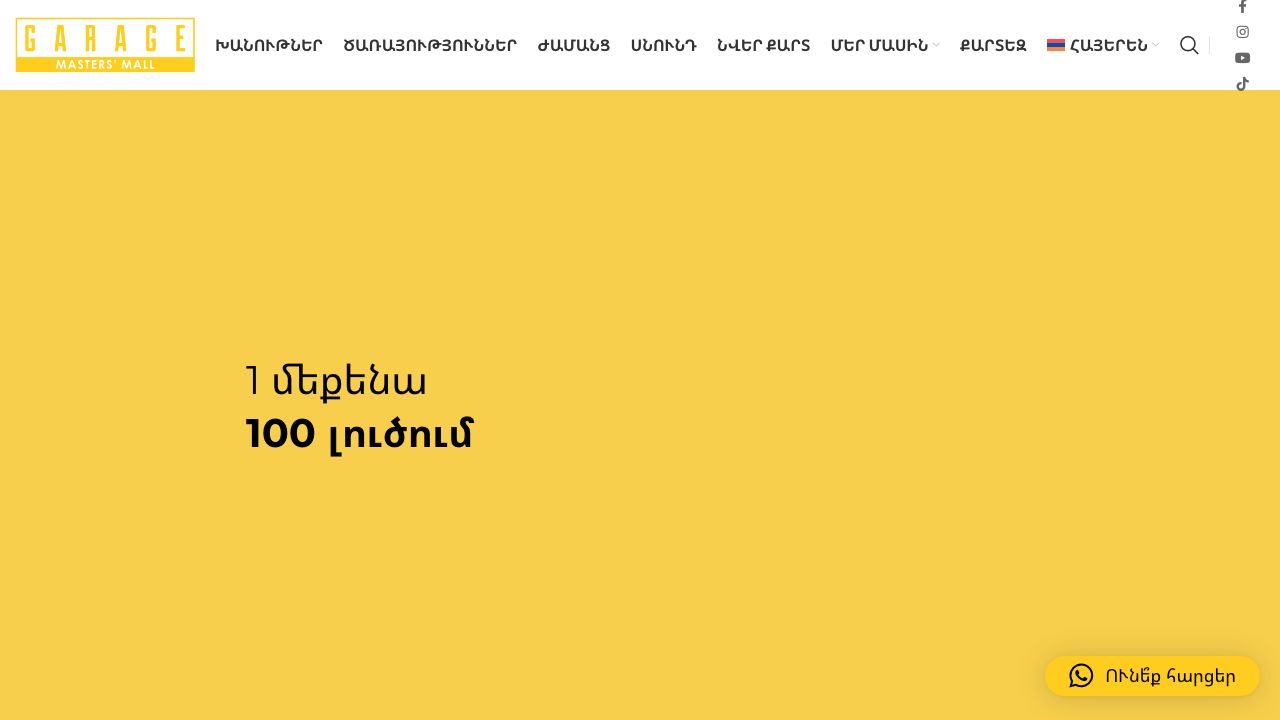 GARAGE
MASTERS' MALL
ԽԱՆՈՒԹՆԵՐ
ԾԱՌԱՅՈՒԹՅՈՒՆՆԵՐ
ԺԱՄԱՆՑ
ՍՆՈՒՆԴ
ՆՎԵՐ ՔԱՐՏ
ՄԵՐ ՄԱՍԻՆ
ՔԱՐՏԵԶ
ՀԱՅԵՐԵՆ
1 մեքենա
100 լուծում
ՈՒնե՞ք հարցեր